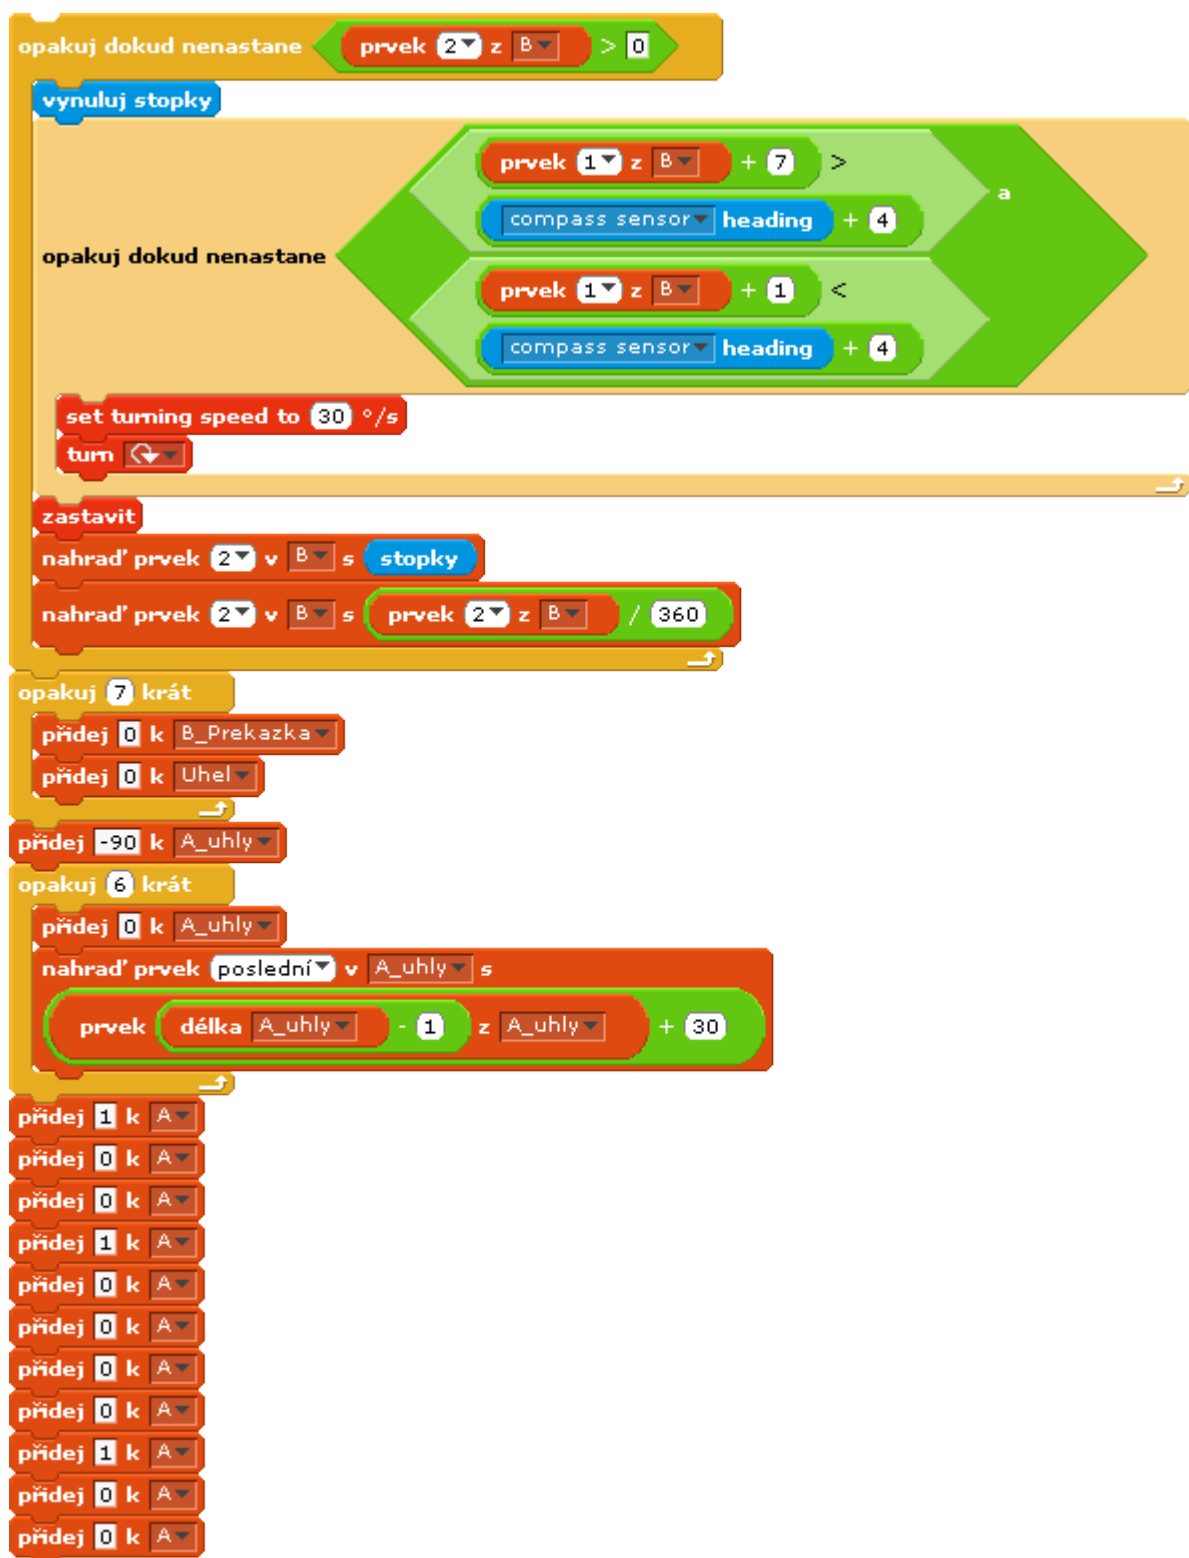 opakuj dokud nenastane prvek 2 z B > 0
vynuluj stopky
prvek 1 z B + 7 >
a
compass sensor heading + 4
opakuj dokud nenastane
prvek 1 z B + 1 <
compass sensor heading + 4
set turning speed to 30 °/s
turn
zastavit
nahraď prvek 2 v B s stopky
nahraď prvek 2 v B s prvek 2 z B / 360
opakuj 7 krát
přidej 0 k B_Prekazka
přidej 0 k Uhel
přidej -90 k A_uhly
opakuj 6 krát
přidej 0 k A_uhly
nahraď prvek poslední v A_uhly s
prvek délka A_uhly - 1 z A_uhly + 30
přidej 1 k A
přidej 0 k A
přidej 0 k A
přidej 1 k A
přidej 0 k A
přidej 0 k A
přidej 0 k A
přidej 0 k A
přidej 1 k A
přidej 0 k A
přidej 0 k A